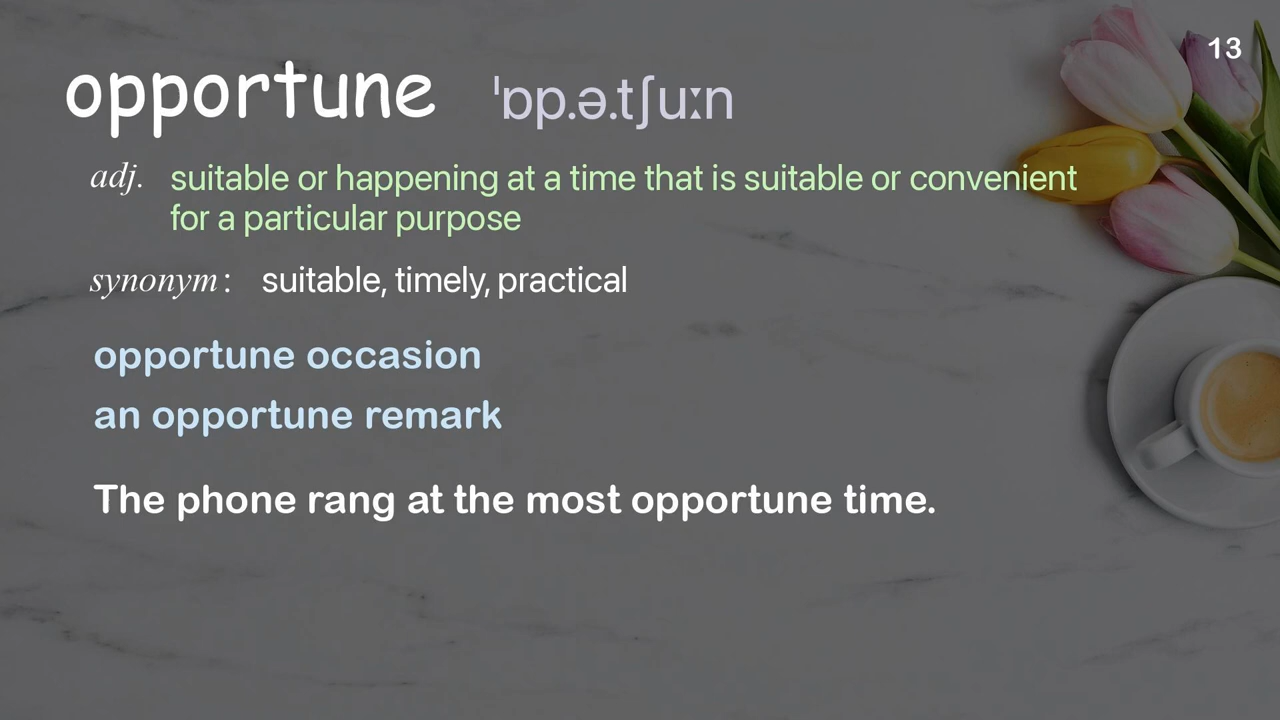 13
opportune ˈɒp.ə.tʃuːn
adj. suitable or happening at a time that is suitable or convenient
for a particular purpose
synonym: suitable, timely, practical
opportune occasion
an opportune remark
The phone rang at the most opportune time.